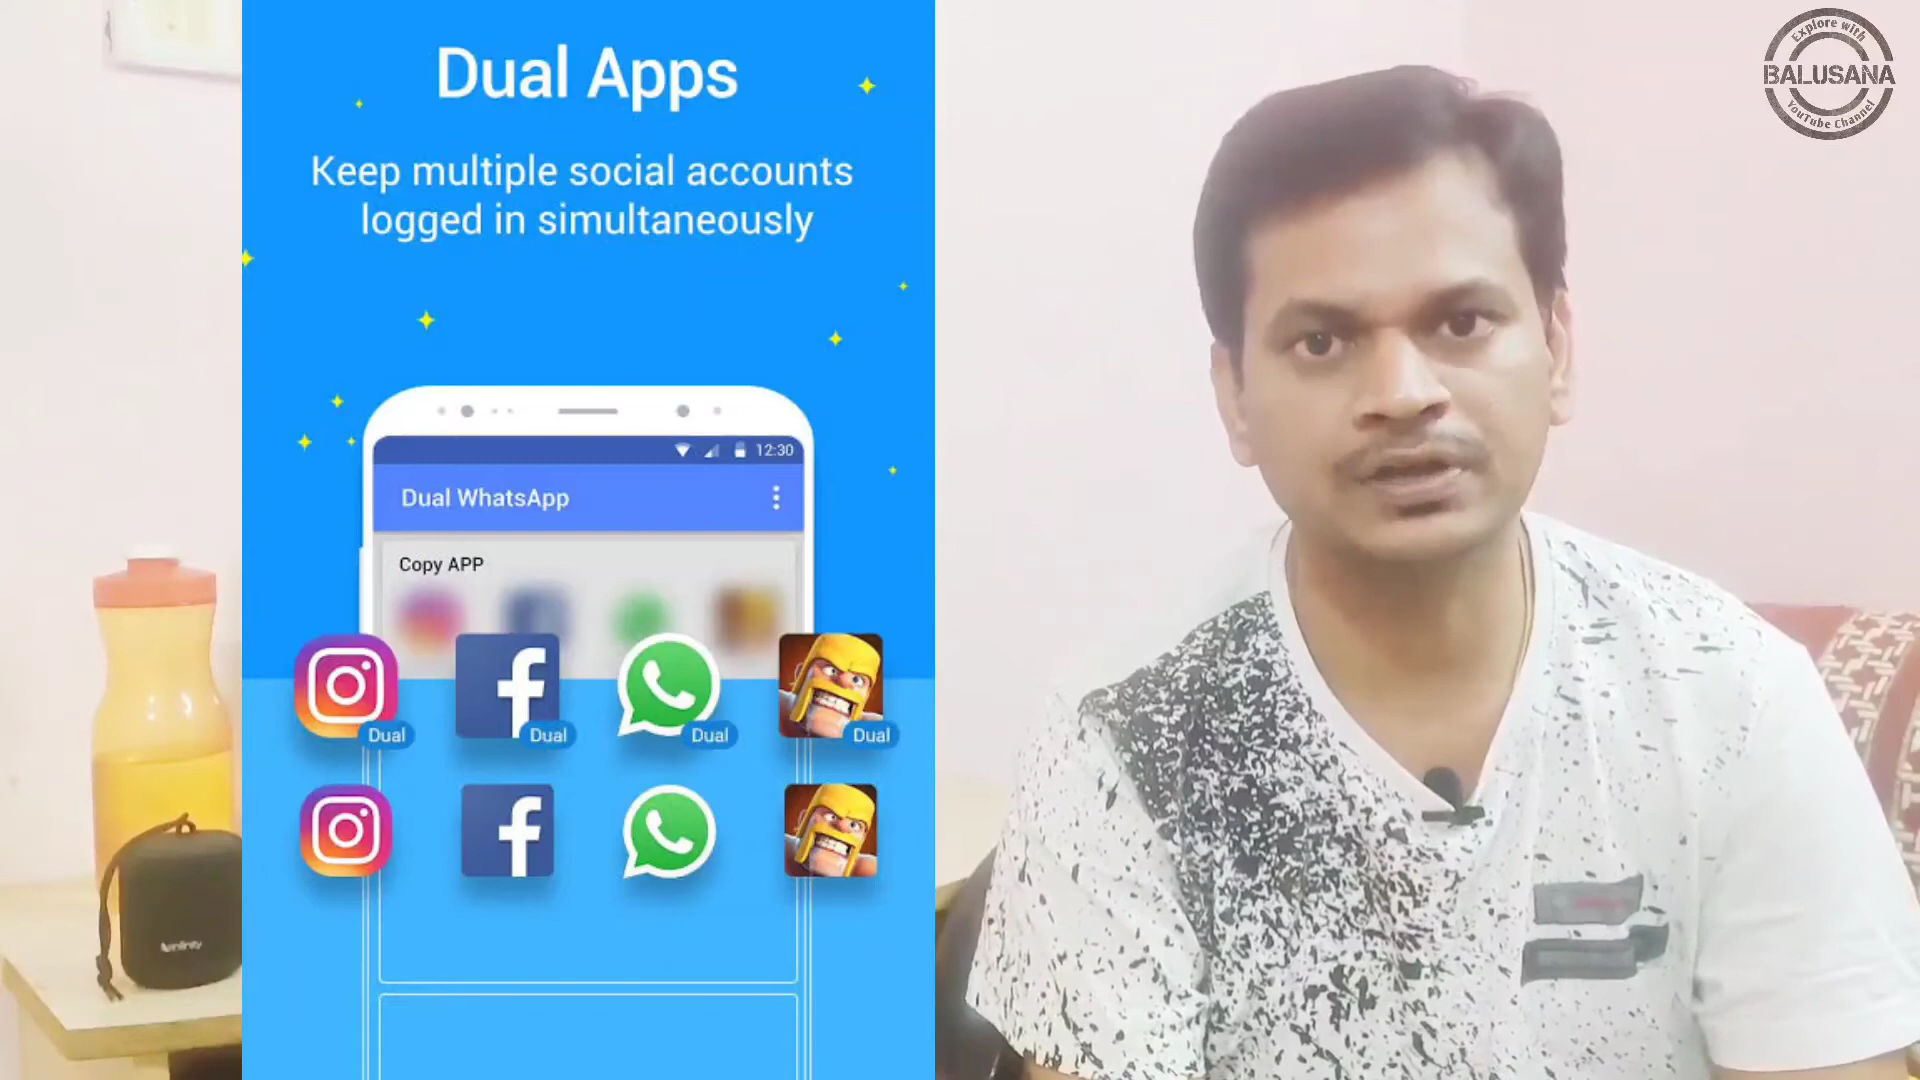 Dual Apps
Keep multiple social accounts
logged in simultaneously
12:30
Dual WhatsApp
Copy APP
Dual
Dual
Dual
Dual
infinity
Explore with
BALUSANA
YouTube Channel